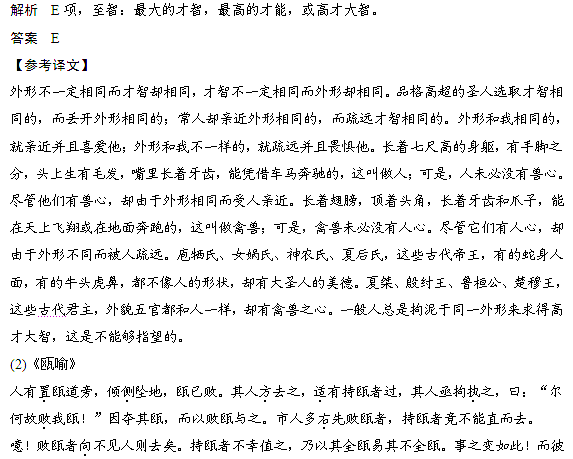 解析　E 项，至智：最大的才智，最高的才能，或高才大智。
答案　E
【参考译文】
外形不一定相同而才智却相同，才智不一定相同而外形却相同。品格高超的圣人选取才智相
同的，而丢开外形相同的；常人却亲近外形相同的，而疏远才智相同的。外形和我相同的，
就亲近并且喜爱他；外形和我不一样的，就疏远并且畏惧他。长着七尺高的身躯，有手脚之
分，头上生有毛发，嘴里长着牙齿，能凭借车马奔驰的，这叫做人；可是，人未必没有兽心。
尽管他们有兽心，却由于外形相同而受人亲近。长着翅膀，顶着头角，长着牙齿和爪子，能
在天上飞翔或在地面奔跑的，这叫做禽兽；可是，禽兽未必没有人心。尽管它们有人心，却
由于外形不同而被人疏远。庖牺氏、女娲氏、神农氏、夏后氏，这些古代帝王，有的蛇身人
面，有的牛头虎鼻，都不像人的形状，却有大圣人的美德。夏桀、殷纣王、鲁桓公、楚穆王，
这些古代君主，外貌五官都和人一样，却有禽兽之心。一般人总是拘泥于同一外形来求得高
才大智，这是不能够指望的。
(2)《瓯喻》
人有置瓯道旁，倾侧坠地，瓯已败。其人方去之，适有持瓯者过，其人亟拘执之，曰：“尔
何故败我瓯！”因夺其瓯，而以败瓯与之。市人多右先败瓯者，持瓯者竟不能直而去。
噫！败瓯者向不见人则去矣。持瓯者不幸值之，乃以其全瓯易其不全瓯。事之变如此！而彼